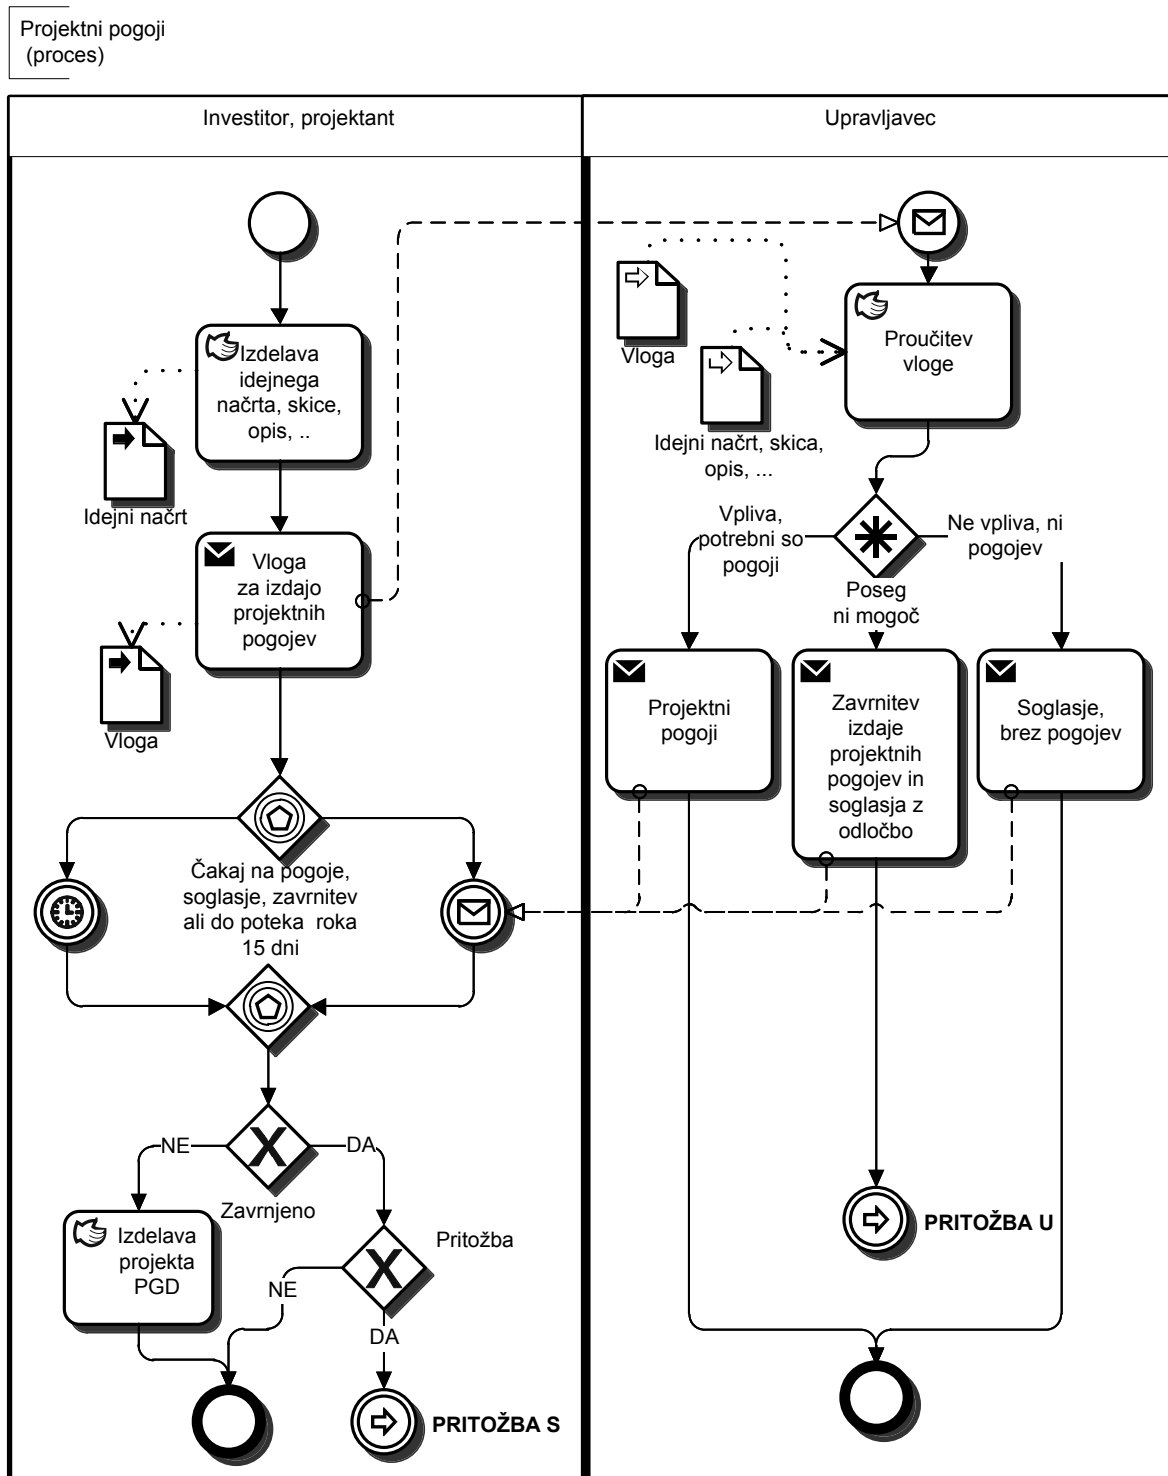 Projektni pogoji
(proces)
Investitor, projektant
Upravljavec
Izdelava
idejnega
načrta, skice,
opis, ..
Idejni načrt
Vloga
za izdajo
projektnih
pogojev
Vloga
Čakaj na pogoje,
soglasje, zavrnitev
ali do poteka roka
15 dni
NE
DA
Zavrnjeno
Izdelava
projekta
PGD
Pritožba
NE
DA
PRITOŽBA S
Vloga
Idejni načrt, skica,
opis, ...
Proučitev
vloge
Vpliva,
potrebni so
pogoji
Poseg
ni mogoč
Ne vpliva, ni
pogojev
Projektni
pogoji
Zavrnitev
izdaje
projektnih
pogojev in
soglasja z
odločbo
Soglasje,
brez pogojev
PRITOŽBA U